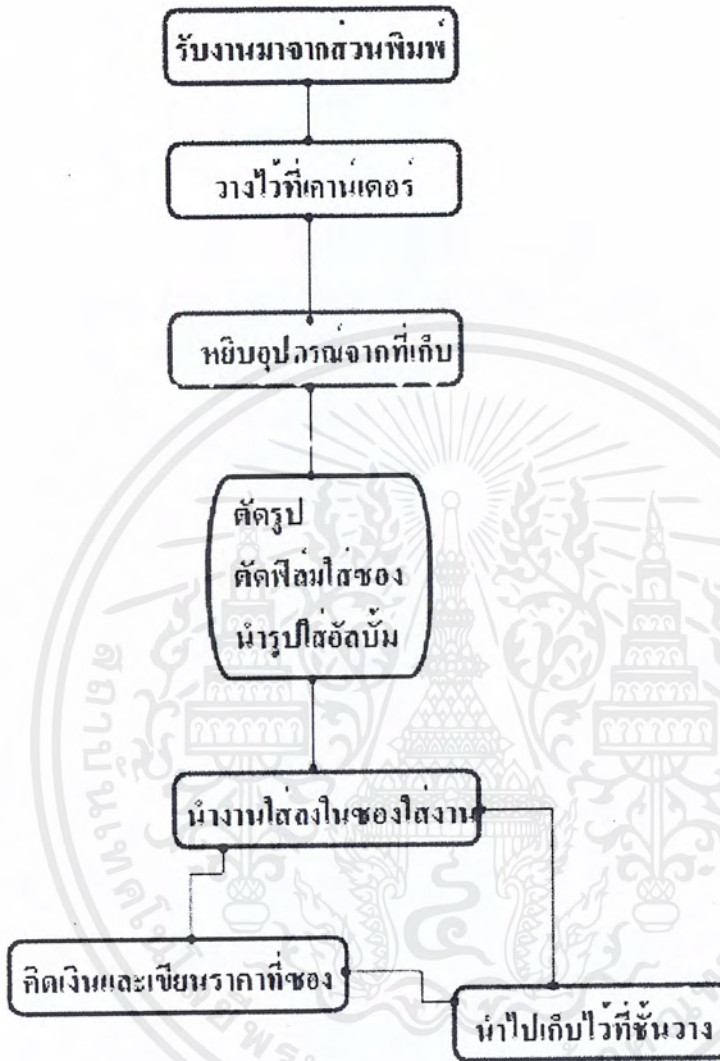 รับงานมาจากส่วนพิมพ์
วางไว้ที่เคาน์เตอร์
หยิบอุปกรณ์จากที่เก็บ
ตัดรูป
ตัดฟิล์มใส่ซอง
นำรูปใส่อัลบั้ม
นำงานใส่ลงในซองใส่งาน
คิดเงินและเขียนราคาที่ซอง
นำไปเก็บไว้ที่ชั้นวาง